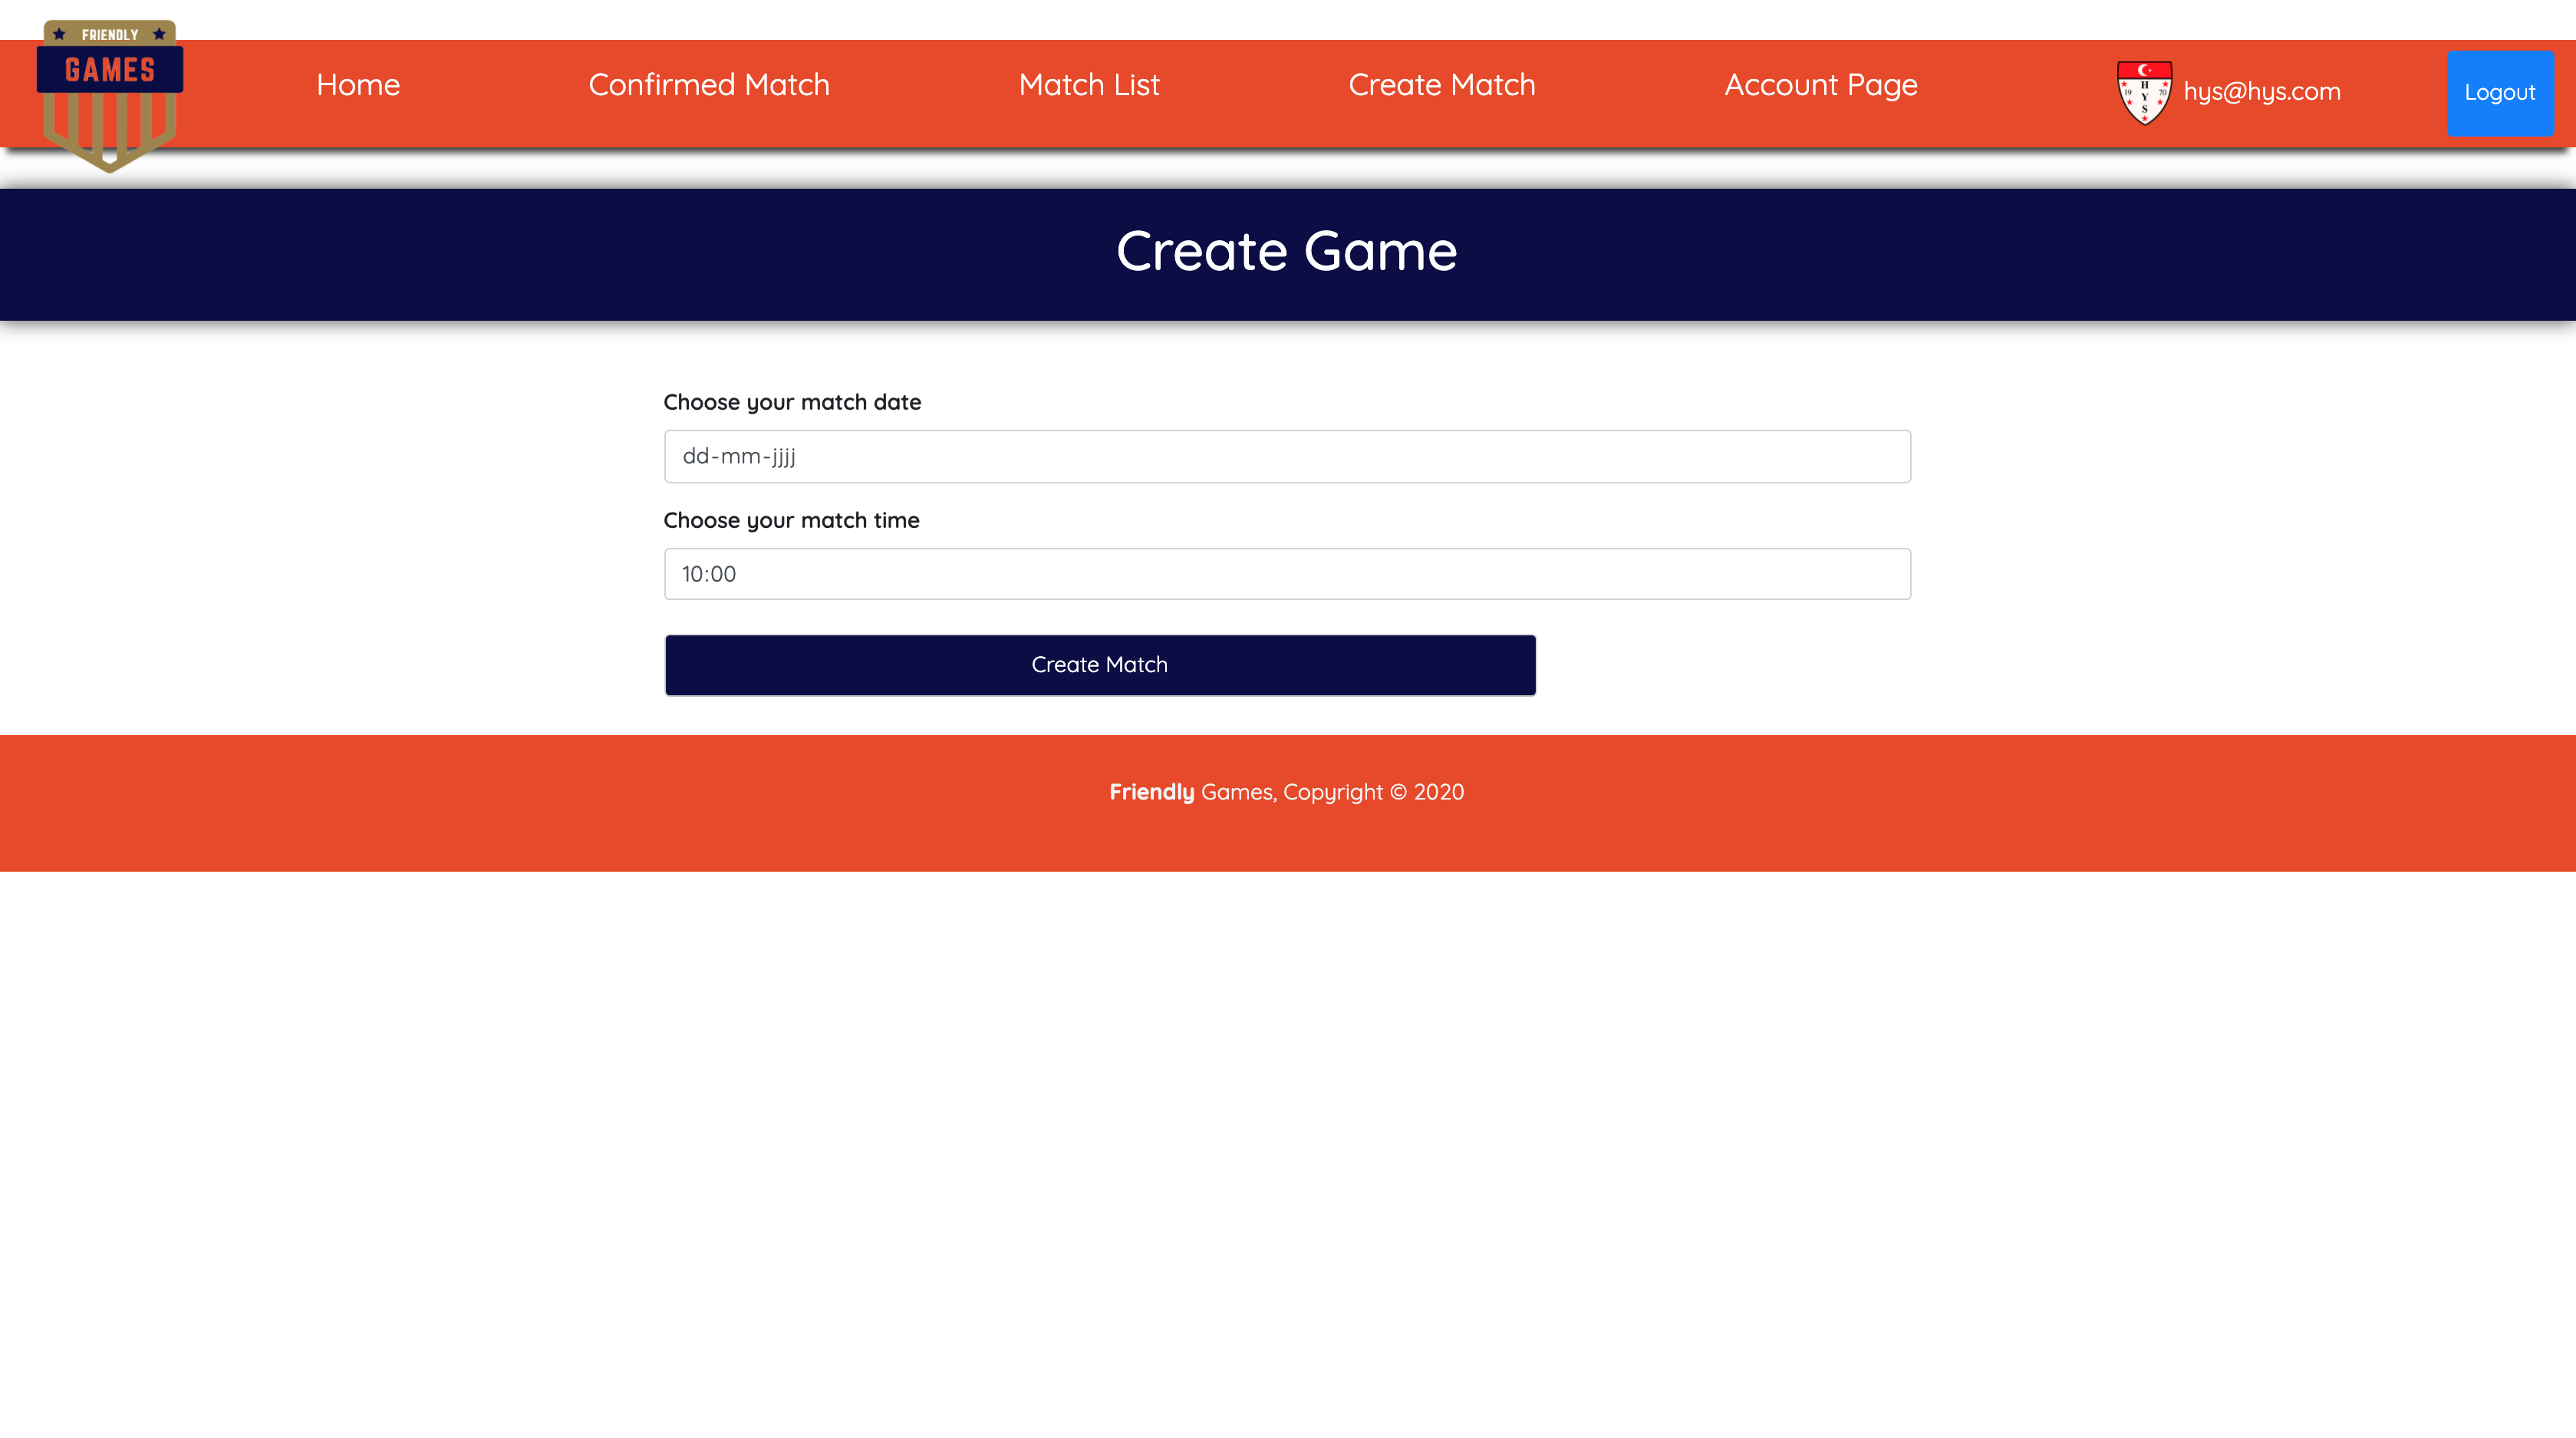 FRIENDLY
GAMES
Home
Confirmed Match
Match List
Create Match
Account Page
H
19 Y 70
S
hys@hys.com
Logout
Create Game
Choose your match date
dd-mm-jjjj
Choose your match time
10:00
Create Match
Friendly Games, Copyright © 2020